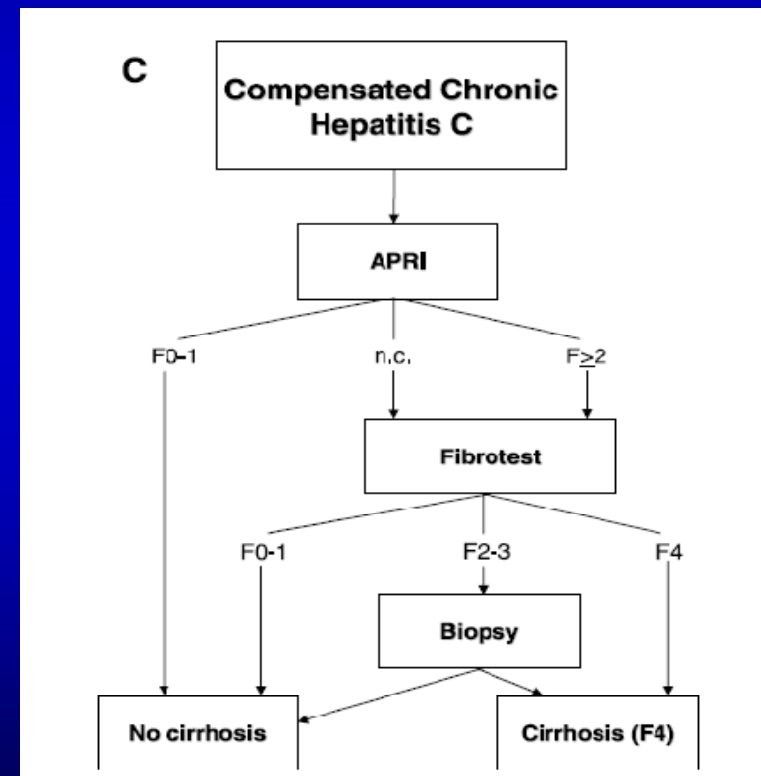 C
Compensated Chronic
Hepatitis C
APRI
F0-1 n.c. F≥2
Fibrotest
F0-1 F2-3 F4
Biopsy
No cirrhosis Cirrhosis (F4)